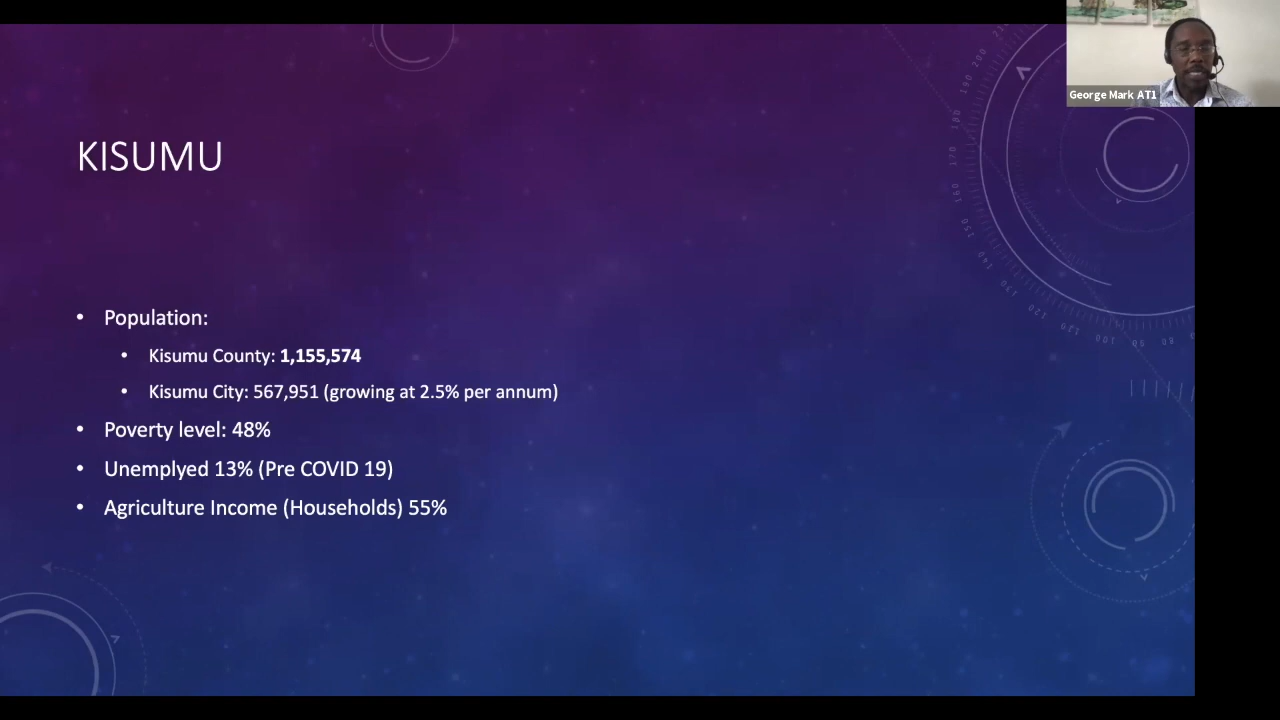 George Mark AT1
KISUMU
• Population:
• Kisumu County: 1,155,574
• Kisumu City: 567,951 (growing at 2.5% per annum)
• Poverty level: 48%
• Unemplyed 13% (Pre COVID 19)
• Agriculture Income (Households) 55%